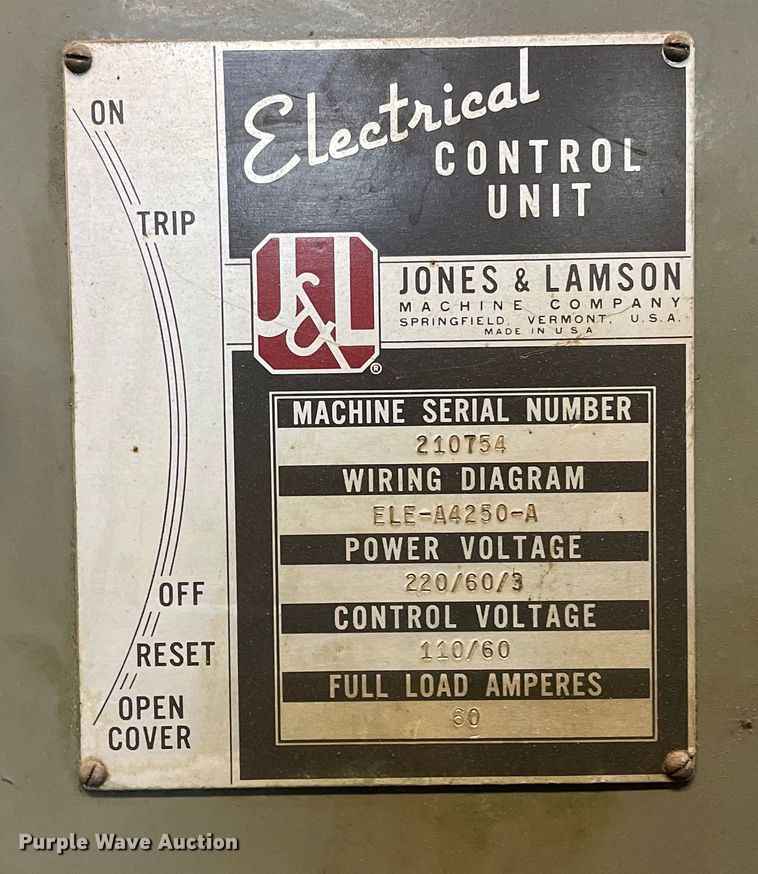 ON
TRIP
OFF
RESET
OPEN
COVER
Electrical
CONTROL
UNIT
J&L
®
JONES & LAMSON
MACHINE COMPANY
SPRINGFIELD, VERMONT, U.S.A.
MADE IN U S A
MACHINE SERIAL NUMBER
210754
WIRING DIAGRAM
ELE-A4250-A
POWER VOLTAGE
220/60/3
CONTROL VOLTAGE
110/60
FULL LOAD AMPERES
60
Purple Wave Auction